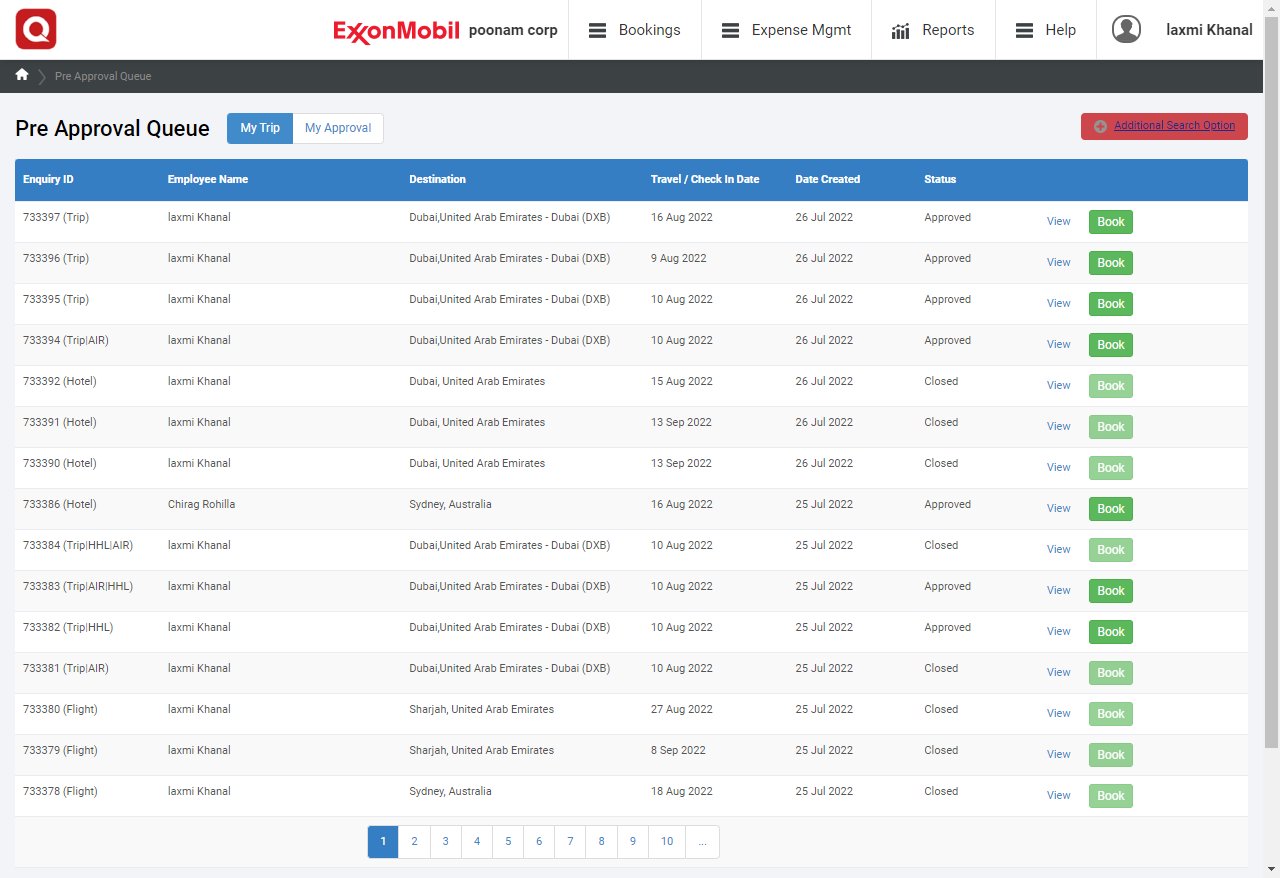 Q ExxonMobil poonam corp Bookings Expense Mgmt Reports Help laxmi Khanal
Pre Approval Queue
Pre Approval Queue My Trip My Approval Additional Search Option
Enquiry ID Employee Name Destination Travel / Check In Date Date Created Status
733397 (Trip) laxmi Khanal Dubai,United Arab Emirates - Dubai (DXB) 16 Aug 2022 26 Jul 2022 Approved View Book
733396 (Trip) laxmi Khanal Dubai,United Arab Emirates - Dubai (DXB) 9 Aug 2022 26 Jul 2022 Approved View Book
733395 (Trip) laxmi Khanal Dubai,United Arab Emirates - Dubai (DXB) 10 Aug 2022 26 Jul 2022 Approved View Book
733394 (Trip|AIR) laxmi Khanal Dubai,United Arab Emirates - Dubai (DXB) 10 Aug 2022 26 Jul 2022 Approved View Book
733392 (Hotel) laxmi Khanal Dubai, United Arab Emirates 15 Aug 2022 26 Jul 2022 Closed View Book
733391 (Hotel) laxmi Khanal Dubai, United Arab Emirates 13 Sep 2022 26 Jul 2022 Closed View Book
733390 (Hotel) laxmi Khanal Dubai, United Arab Emirates 13 Sep 2022 26 Jul 2022 Closed View Book
733386 (Hotel) Chirag Rohilla Sydney, Australia 16 Aug 2022 25 Jul 2022 Approved View Book
733384 (Trip|HHL|AIR) laxmi Khanal Dubai,United Arab Emirates - Dubai (DXB) 10 Aug 2022 25 Jul 2022 Closed View Book
733383 (Trip|AIR|HHL) laxmi Khanal Dubai,United Arab Emirates - Dubai (DXB) 10 Aug 2022 25 Jul 2022 Approved View Book
733382 (Trip|HHL) laxmi Khanal Dubai,United Arab Emirates - Dubai (DXB) 10 Aug 2022 25 Jul 2022 Approved View Book
733381 (Trip|AIR) laxmi Khanal Dubai,United Arab Emirates - Dubai (DXB) 10 Aug 2022 25 Jul 2022 Closed View Book
733380 (Flight) laxmi Khanal Sharjah, United Arab Emirates 27 Aug 2022 25 Jul 2022 Closed View Book
733379 (Flight) laxmi Khanal Sharjah, United Arab Emirates 8 Sep 2022 25 Jul 2022 Closed View Book
733378 (Flight) laxmi Khanal Sydney, Australia 18 Aug 2022 25 Jul 2022 Closed View Book
1 2 3 4 5 6 7 8 9 10 ...